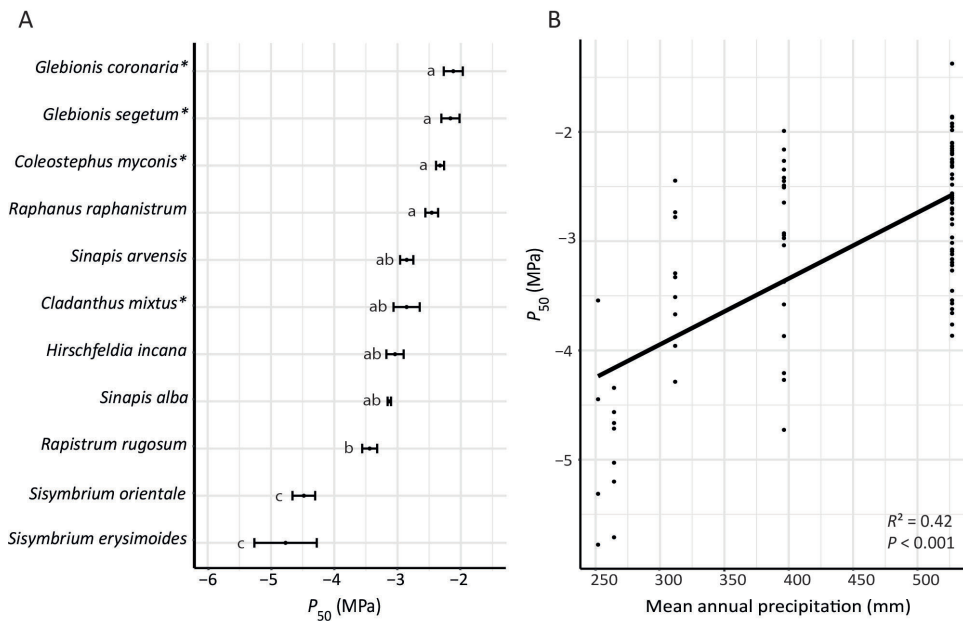 A
Glebionis coronaria*
a
Glebionis segetum*
a
Coleostephus myconis*
a
Raphanus raphanistrum
a
Sinapis arvensis
ab
Cladanthus mixtus*
ab
Hirschfeldia incana
ab
Sinapis alba
ab
Rapistrum rugosum
b
Sisymbrium orientale
c
Sisymbrium erysimoides
c
−6 −5 −4 −3 −2
P50 (MPa)
B
−2
−3
−4
−5
P50 (MPa)
R² = 0.42
P < 0.001
250 300 350 400 450 500
Mean annual precipitation (mm)